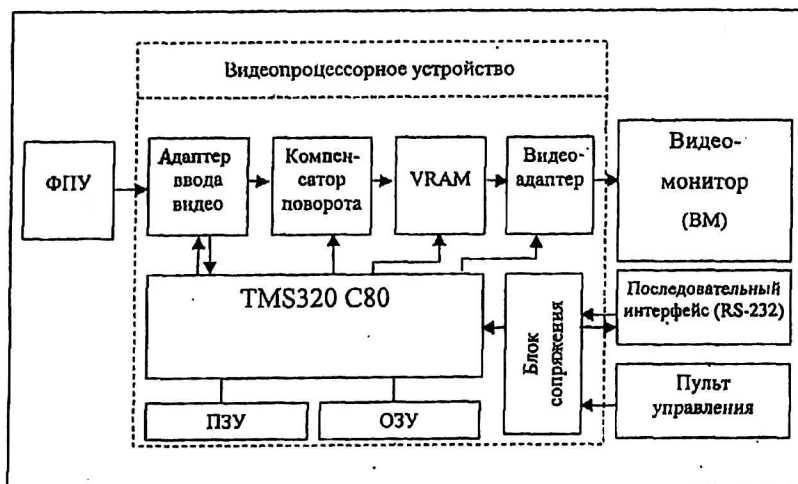 Видеопроцессорное устройство
ФПУ
Адаптер
ввода
видео
Компен-
сатор
поворота
VRAM
Видео-
адаптер
Видео-
монитор
(ВМ)
TMS320 C80
Блок
сопряжения
Последовательный
интерфейс (RS-232)
Пульт
управления
ПЗУ
ОЗУ